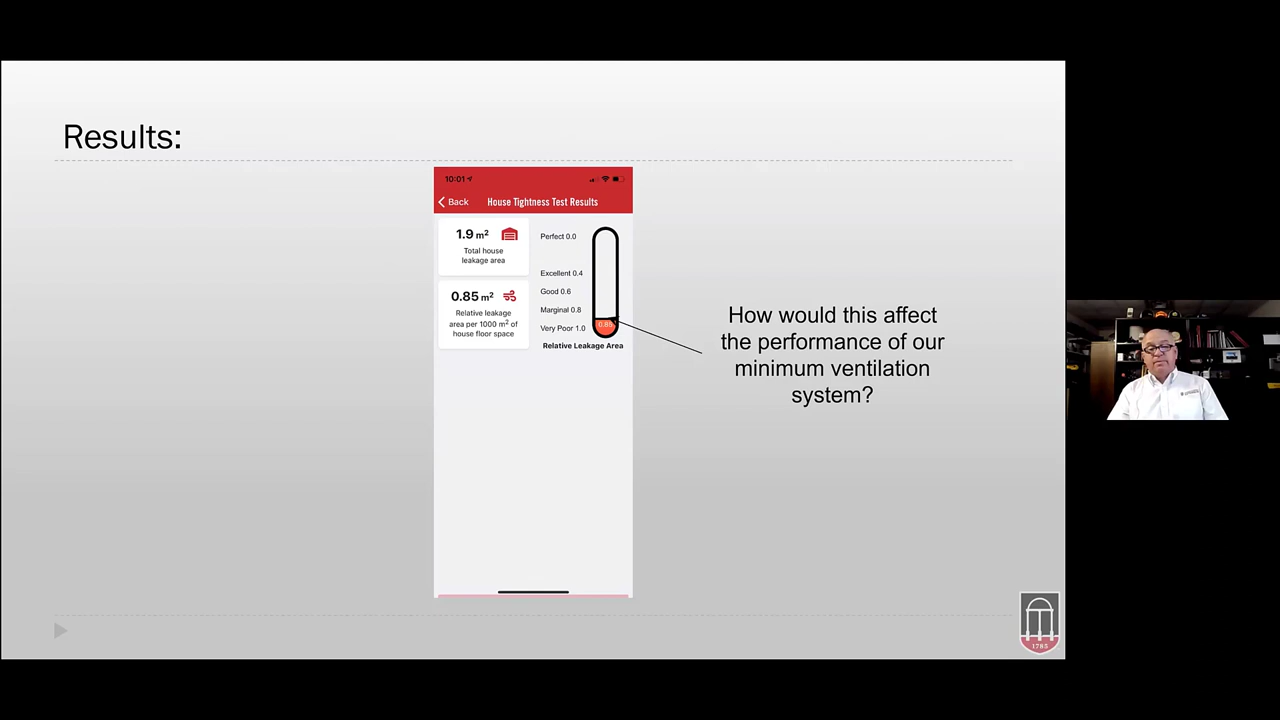 Results:
10:01
Back
House Tightness Test Results
1.9 m²
Total house
leakage area
0.85 m²
Relative leakage
area per 1000 m² of
house floor space
Perfect 0.0
Excellent 0.4
Good 0.6
Marginal 0.8
Very Poor 1.0
0.85
Relative Leakage Area
How would this affect
the performance of our
minimum ventilation
system?
1785